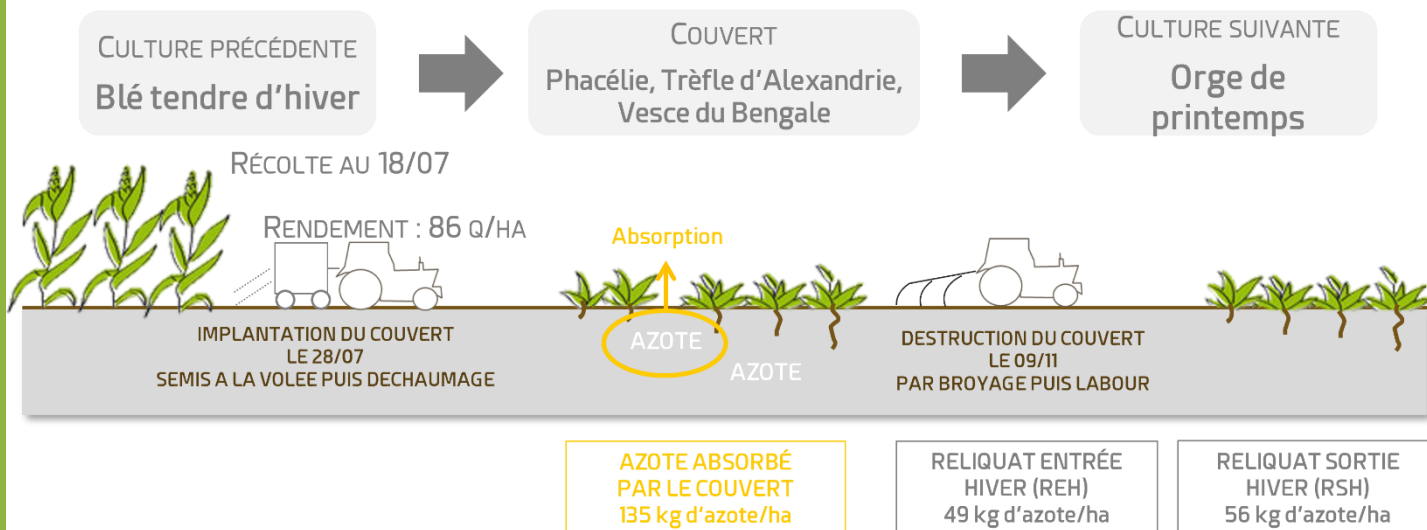 CULTURE PRÉCÉDENTE
Blé tendre d'hiver
COUVERT
Phacélie, Trèfle d'Alexandrie,
Vesce du Bengale
CULTURE SUIVANTE
Orge de
printemps
RÉCOLTE AU 18/07
RENDEMENT : 86 Q/HA
Absorption
IMPLANTATION DU COUVERT
LE 28/07
SEMIS A LA VOLEE PUIS DECHAUMAGE
AZOTE
AZOTE
DESTRUCTION DU COUVERT
LE 09/11
PAR BROYAGE PUIS LABOUR
AZOTE ABSORBÉ
PAR LE COUVERT
135 kg d'azote/ha
RELIQUAT ENTRÉE
HIVER (REH)
49 kg d'azote/ha
RELIQUAT SORTIE
HIVER (RSH)
56 kg d'azote/ha